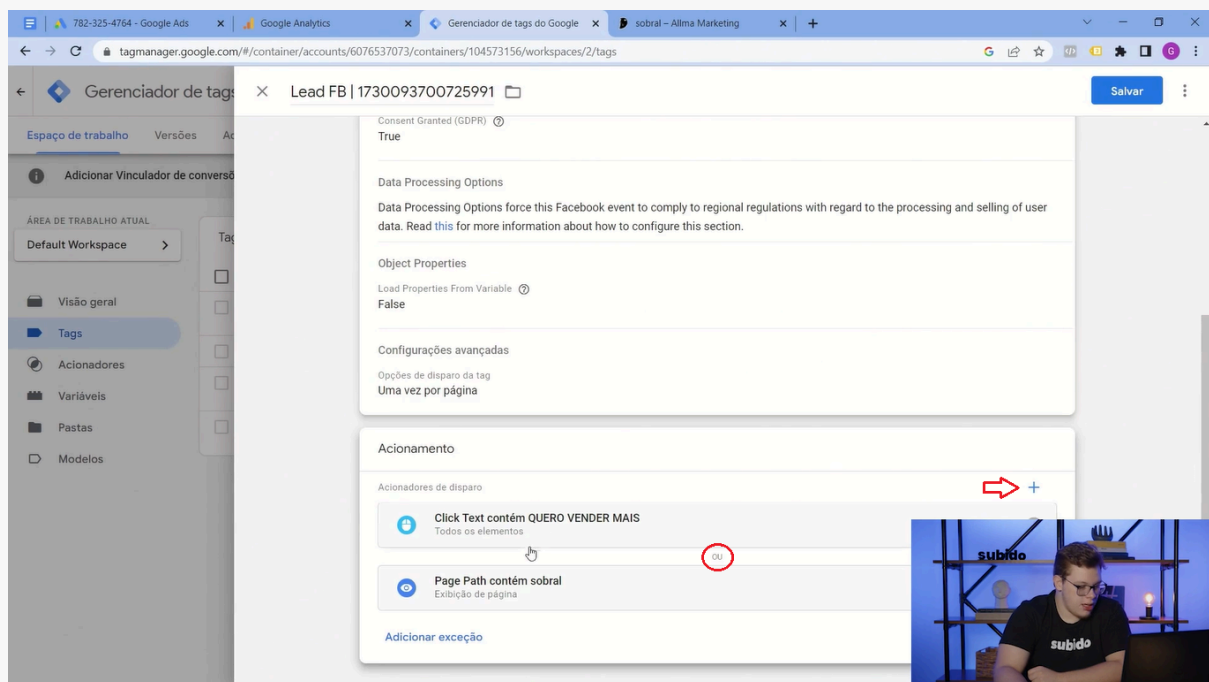 782-325-4764 - Google Ads
Google Analytics
Gerenciador de tags do Google
sobral – Allma Marketing
tagmanager.google.com/#/container/accounts/6076537073/containers/104573156/workspaces/2/tags
Gerenciador de tags
Lead FB | 1730093700725991
Salvar
Espaço de trabalho
Versões
Ad
Adicionar Vinculador de conversõ
ÁREA DE TRABALHO ATUAL
Default Workspace
Tag
Visão geral
Tags
Acionadores
Variáveis
Pastas
Modelos
Consent Granted (GDPR)
True
Data Processing Options
Data Processing Options force this Facebook event to comply to regional regulations with regard to the processing and selling of user
data. Read this for more information about how to configure this section.
Object Properties
Load Properties From Variable
False
Configurações avançadas
Opções de disparo da tag
Uma vez por página
Acionamento
Acionadores de disparo
Click Text contém QUERO VENDER MAIS
Todos os elementos
OU
Page Path contém sobral
Exibição de página
Adicionar exceção
subido
subido